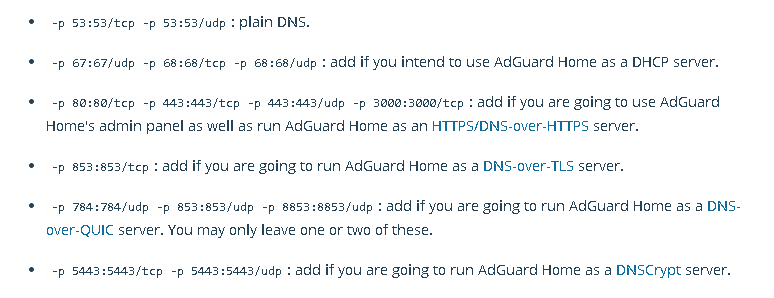 • -p 53:53/tcp -p 53:53/udp : plain DNS.
• -p 67:67/udp -p 68:68/tcp -p 68:68/udp : add if you intend to use AdGuard Home as a DHCP server.
• -p 80:80/tcp -p 443:443/tcp -p 443:443/udp -p 3000:3000/tcp : add if you are going to use AdGuard
Home's admin panel as well as run AdGuard Home as an HTTPS/DNS-over-HTTPS server.
• -p 853:853/tcp : add if you are going to run AdGuard Home as a DNS-over-TLS server.
• -p 784:784/udp -p 853:853/udp -p 8853:8853/udp : add if you are going to run AdGuard Home as a DNS-
over-QUIC server. You may only leave one or two of these.
• -p 5443:5443/tcp -p 5443:5443/udp : add if you are going to run AdGuard Home as a DNSCrypt server.